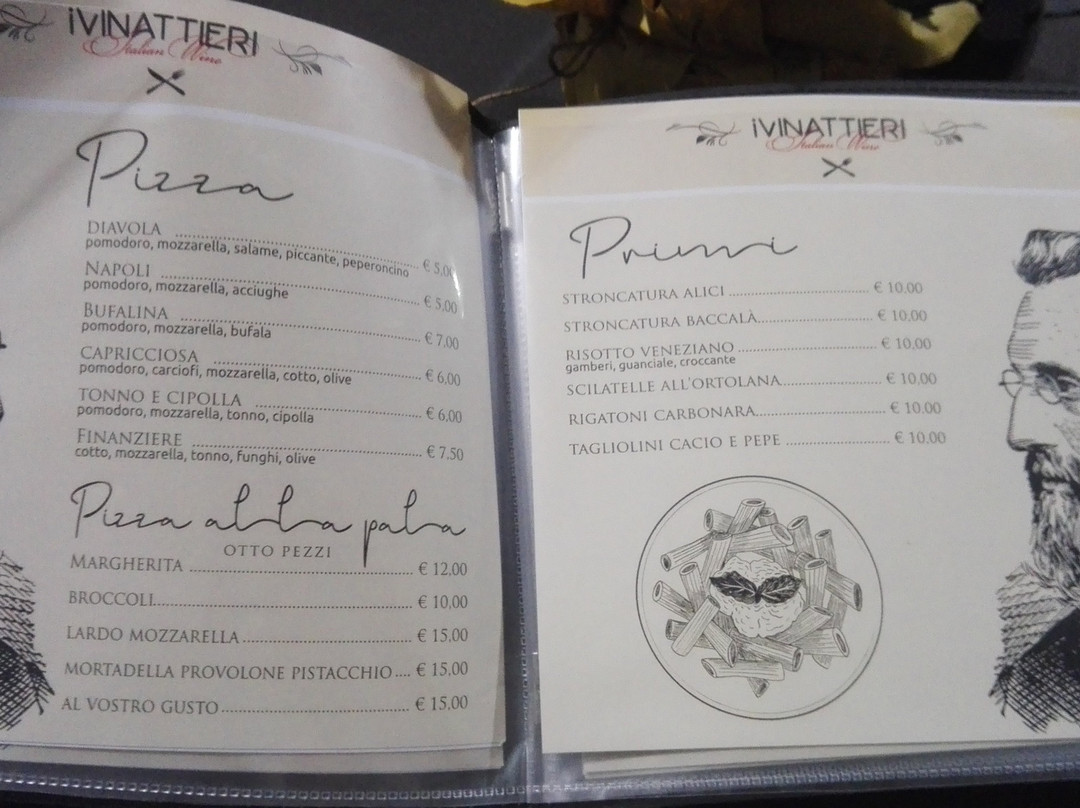 iVINATTIERI
Italian Wine
Pizza
DIAVOLA ........ € 5,00
pomodoro, mozzarella, salame, piccante, peperoncino
NAPOLI ........ € 5,00
pomodoro, mozzarella, acciughe
BUFALINA ........ € 7,00
pomodoro, mozzarella, bufala
CAPRICCIOSA ........ € 6,00
pomodoro, carciofi, mozzarella, cotto, olive
TONNO E CIPOLLA ........ € 6,00
pomodoro, mozzarella, tonno, cipolla
FINANZIERE ........ € 7.50
cotto, mozzarella, tonno, funghi, olive
Pizza alla pala
OTTO PEZZI
MARGHERITA ........ € 12,00
BROCCOLI........ € 10,00
LARDO MOZZARELLA ........ € 15,00
MORTADELLA PROVOLONE PISTACCHIO .... € 15,00
AL VOSTRO GUSTO ........ € 15,00
iVINATTIERI
Italian Wine
Primi
STRONCATURA ALICI ........ € 10,00
STRONCATURA BACCALÀ........ € 10,00
RISOTTO VENEZIANO ........ € 10,00
gamberi, guanciale, croccante
SCILATELLE ALL'ORTOLANA........ € 10,00
RIGATONI CARBONARA........ € 10,00
TAGLIOLINI CACIO E PEPE ........ € 10,00